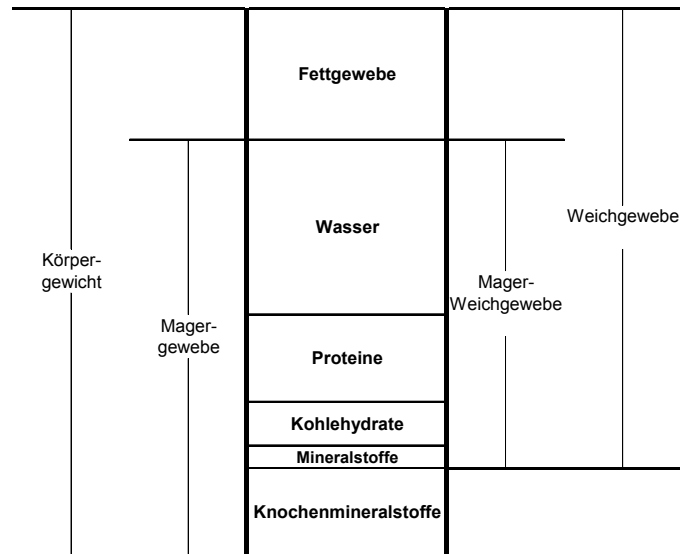 Fettgewebe
Wasser
Weichgewebe
Körper-
gewicht
Mager-
Weichgewebe
Mager-
gewebe
Proteine
Kohlehydrate
Mineralstoffe
Knochenmineralstoffe